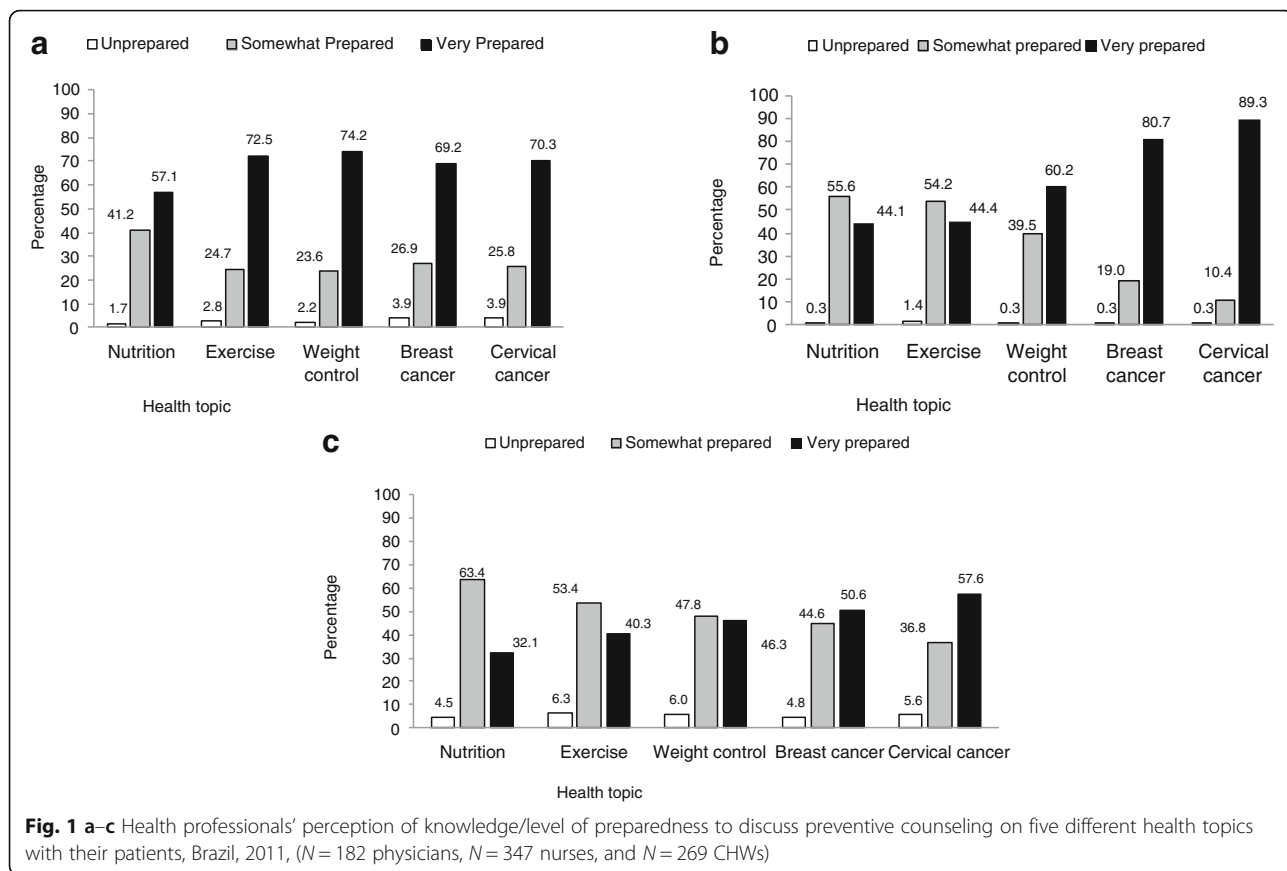 a
Unprepared Somewhat Prepared Very Prepared
Percentage
100
90
80
70
60
50
40
30
20
10
0
1.7 41.2 57.1
2.8 24.7 72.5
2.2 23.6 74.2
3.9 26.9 69.2
3.9 25.8 70.3
Nutrition Exercise Weight control Breast cancer Cervical cancer
Health topic
b
Unprepared Somewhat prepared Very prepared
Percentage
100
90
80
70
60
50
40
30
20
10
0
0.3 55.6 44.1
1.4 54.2 44.4
0.3 39.5 60.2
0.3 19.0 80.7
0.3 10.4 89.3
Nutrition Exercise Weight control Breast cancer Cervical cancer
Health topic
c
Unprepared Somewhat prepared Very prepared
Percentage
100
90
80
70
60
50
40
30
20
10
0
4.5 63.4 32.1
6.3 53.4 40.3
6.0 47.8 46.3
4.8 44.6 50.6
5.6 36.8 57.6
Nutrition Exercise Weight control Breast cancer Cervical cancer
Health topic
Fig. 1 a–c Health professionals' perception of knowledge/level of preparedness to discuss preventive counseling on five different health topics
with their patients, Brazil, 2011, (N = 182 physicians, N = 347 nurses, and N = 269 CHWs)